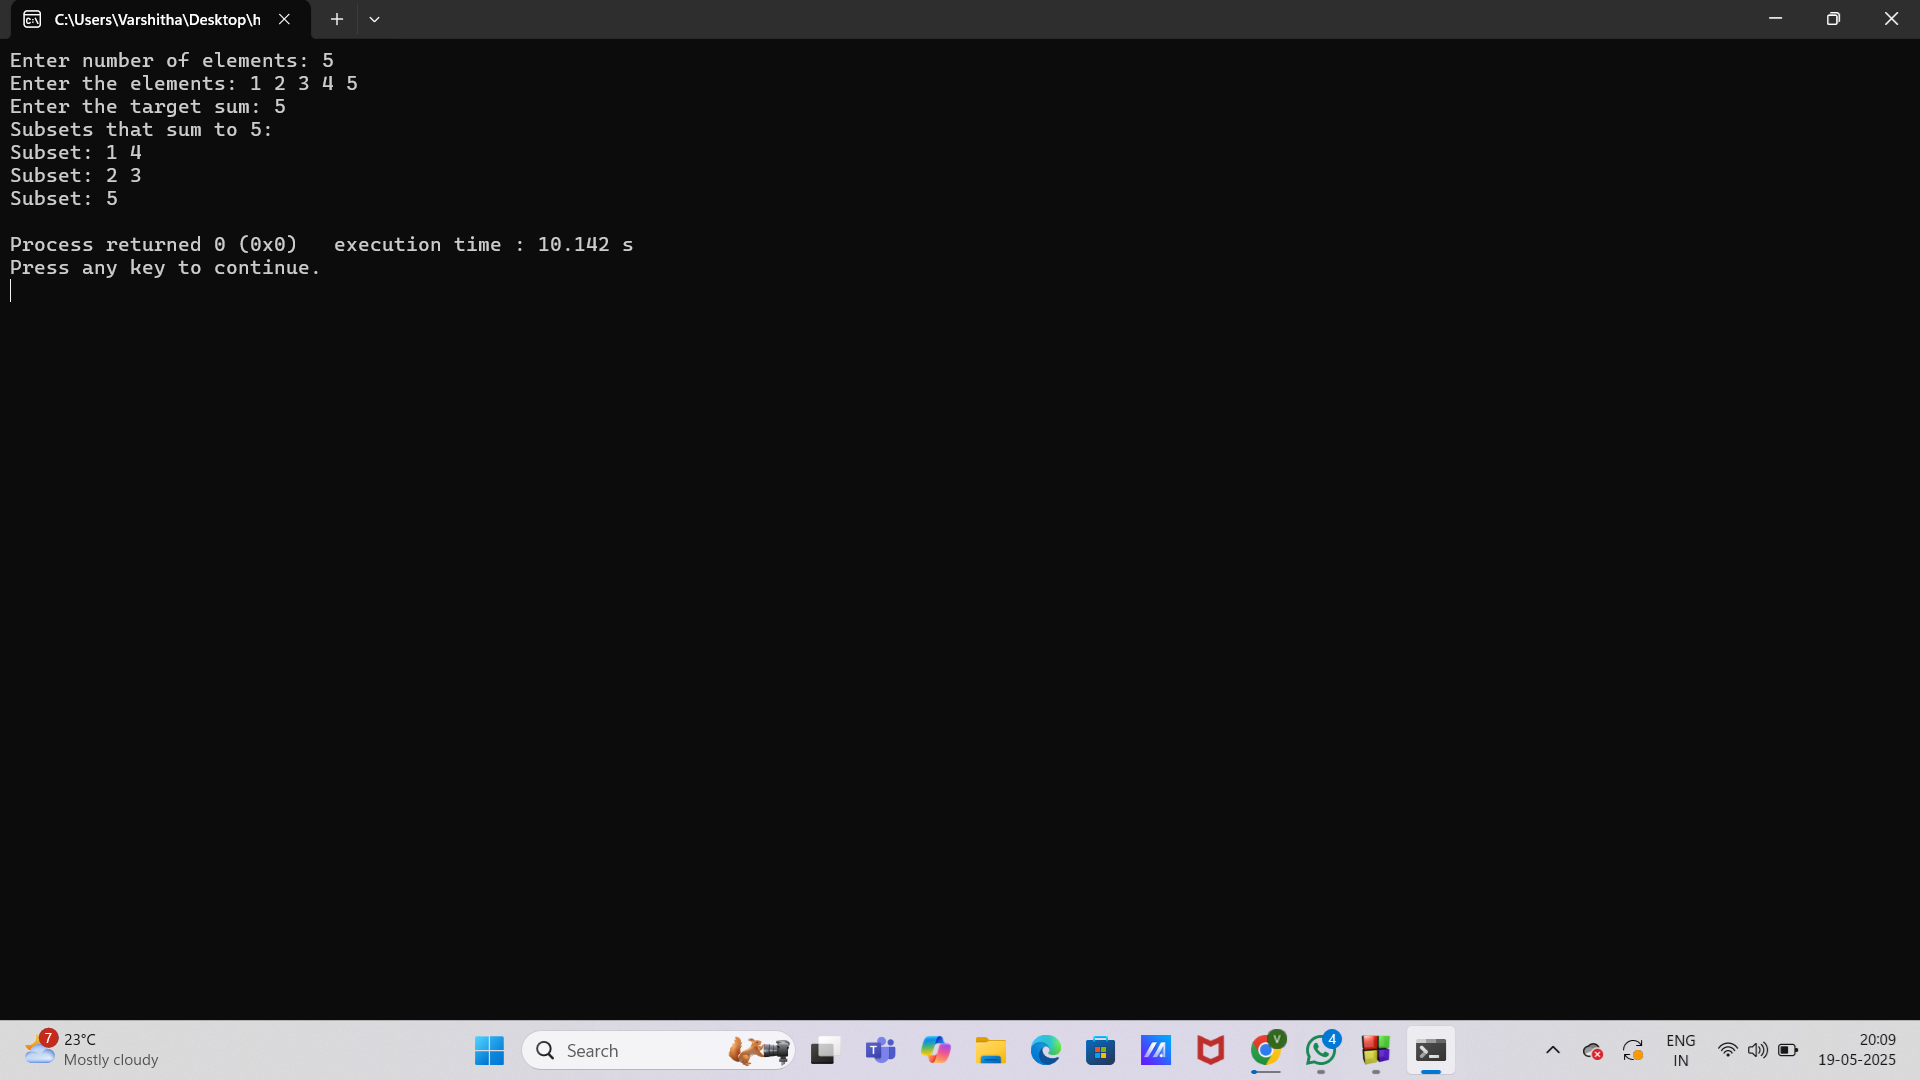 C:\Users\Varshitha\Desktop\h
Enter number of elements: 5
Enter the elements: 1 2 3 4 5
Enter the target sum: 5
Subsets that sum to 5:
Subset: 1 4
Subset: 2 3
Subset: 5
Process returned 0 (0x0)   execution time : 10.142 s
Press any key to continue.
7
23°C
Mostly cloudy
Search
T
V
4
ENG
IN
20:09
19-05-2025